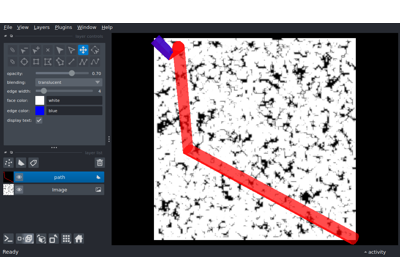 File View Layers Plugins Window Help
opacity: 0.70
blending: translucent
edge width:
face color: white
edge color: blue
display text:
path
Image
Ready
activity